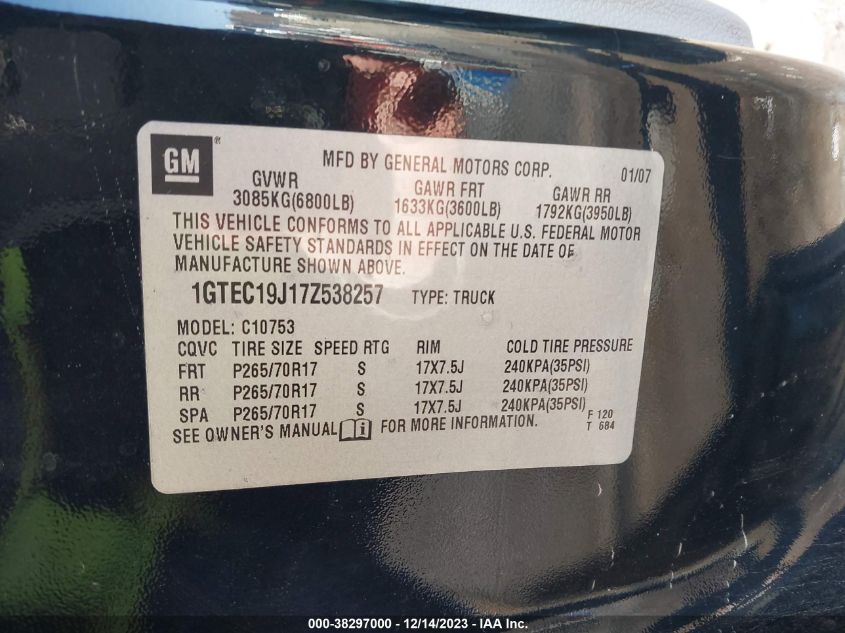 GM ®
MFD BY GENERAL MOTORS CORP. 01/07
GVWR GAWR FRT GAWR RR
3085KG(6800LB) 1633KG(3600LB) 1792KG(3950LB)
THIS VEHICLE CONFORMS TO ALL APPLICABLE U.S. FEDERAL MOTOR
VEHICLE SAFETY STANDARDS IN EFFECT ON THE DATE OF
MANUFACTURE SHOWN ABOVE.
1GTEC19J17Z538257 TYPE: TRUCK
MODEL: C10753
CQVC TIRE SIZE SPEED RTG RIM COLD TIRE PRESSURE
FRT P265/70R17 S 17X7.5J 240KPA(35PSI)
RR P265/70R17 S 17X7.5J 240KPA(35PSI)
SPA P265/70R17 S 17X7.5J 240KPA(35PSI)
SEE OWNER'S MANUAL i FOR MORE INFORMATION.
F 120
T 684
000-38297000 - 12/14/2023 - IAA Inc.